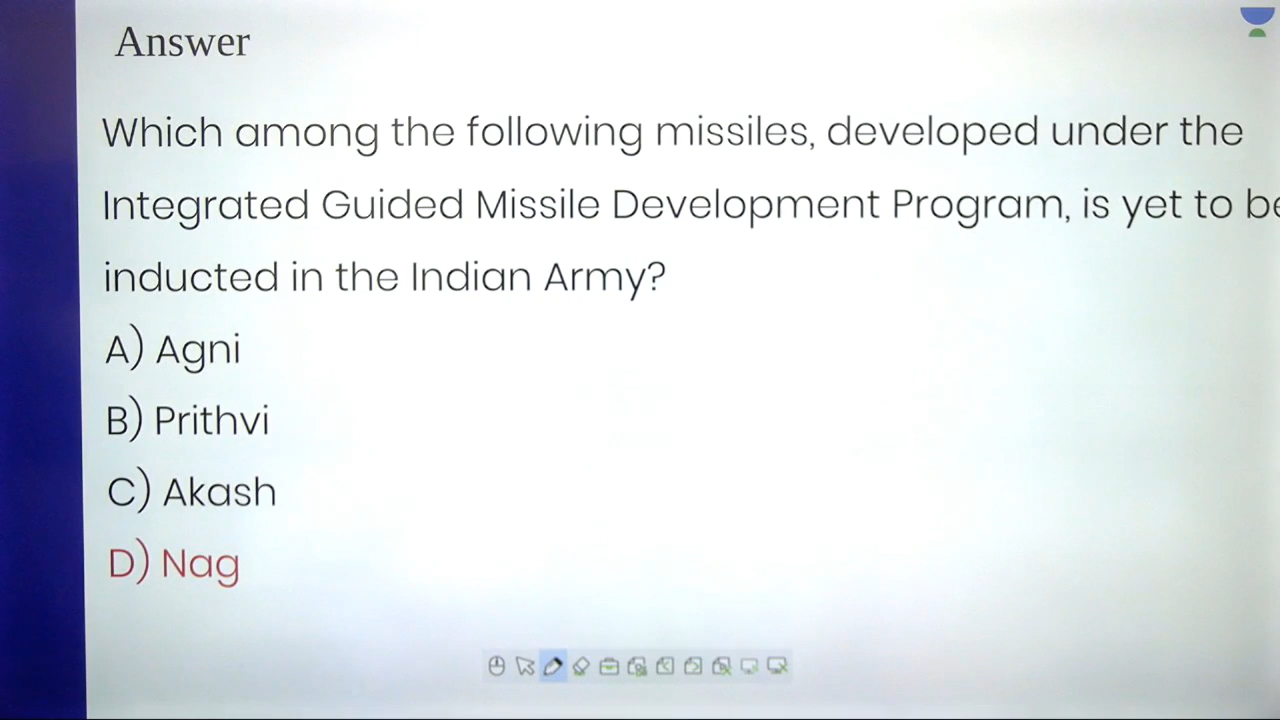 Answer
Which among the following missiles, developed under the
Integrated Guided Missile Development Program, is yet to be
inducted in the Indian Army?
A) Agni
B) Prithvi
C) Akash
D) Nag